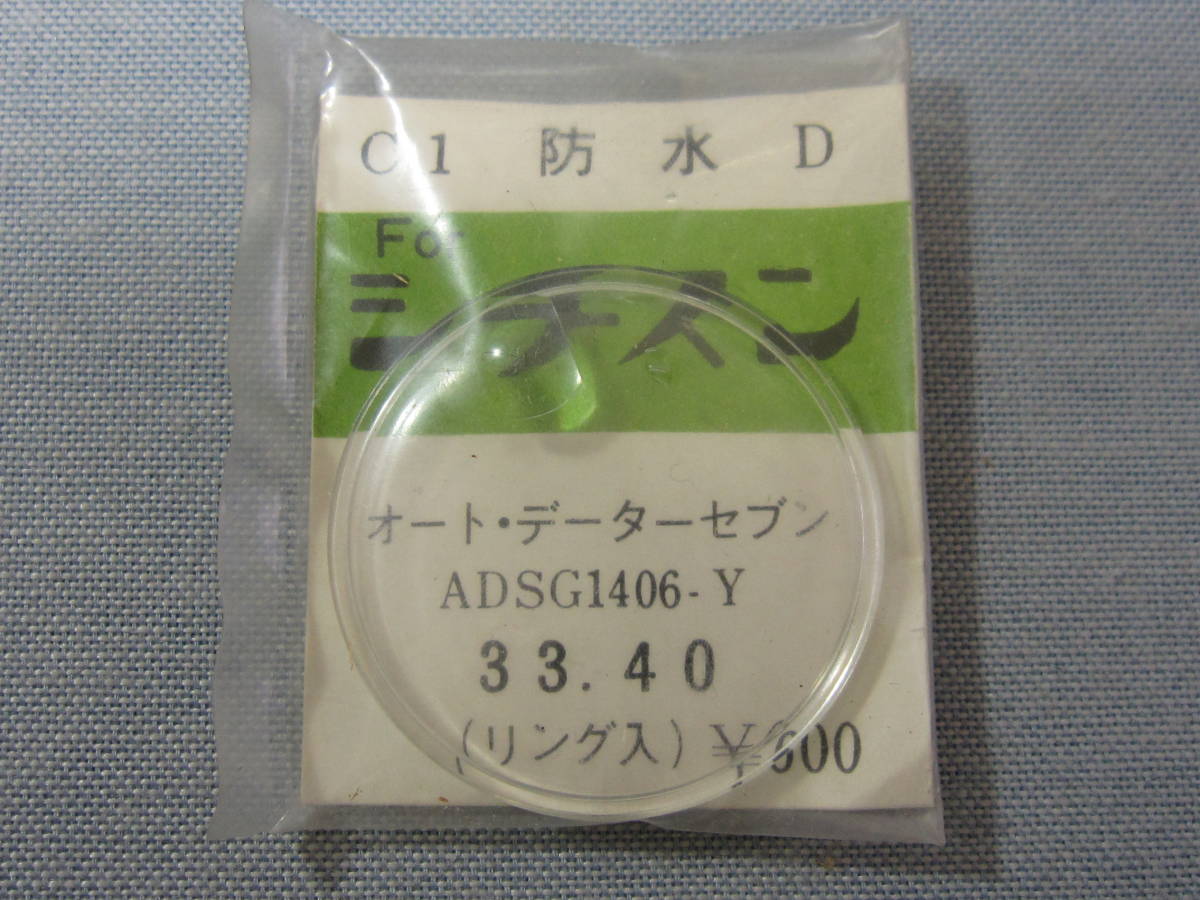 C1 防水 D
For
シチスン
オート・データーセブン
ADSG1406-Y
33.40
(リング入) ¥600